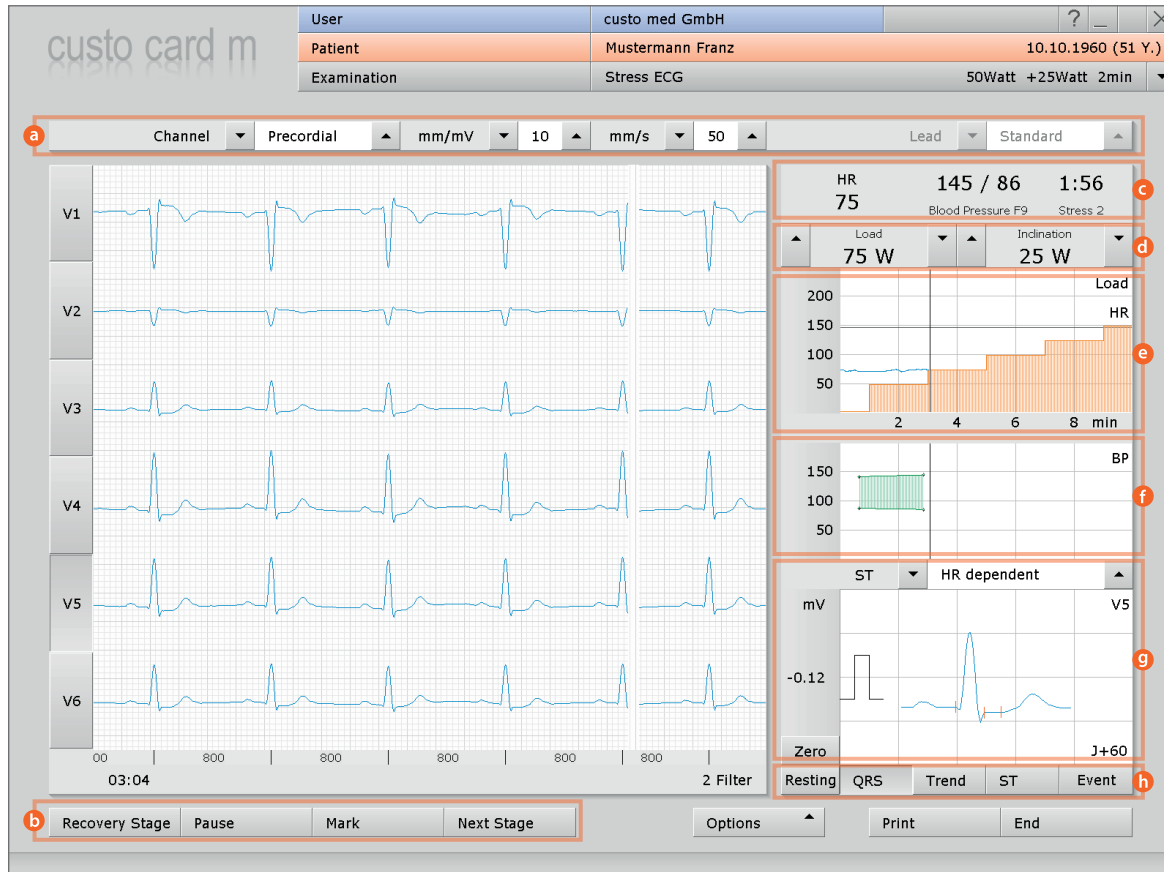 custo card m
User custo med GmbH ? _
Patient Mustermann Franz 10.10.1960 (51 Y.)
Examination Stress ECG 50Watt +25Watt 2min
a Channel Precordial mm/mV 10 mm/s 50 Lead Standard
HR 145 / 86 1:56 c
75 Blood Pressure F9 Stress 2
Load Inclination d
75 W 25 W
V1
V2
V3
V4
V5
V6
00 800 800 800 800 800
03:04 2 Filter
Load
200
HR
150
100 e
50
2 4 6 8 min
BP
150
100 f
50
ST HR dependent
mV V5
-0.12 g
Zero J+60
Resting QRS Trend ST Event h
b Recovery Stage Pause Mark Next Stage Options Print End